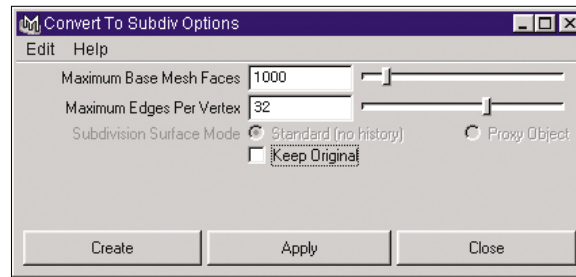 Convert To Subdiv Options
Edit Help
Maximum Base Mesh Faces 1000
Maximum Edges Per Vertex 32
Subdivision Surface Mode Standard (no history) Proxy Object
Keep Original
Create Apply Close